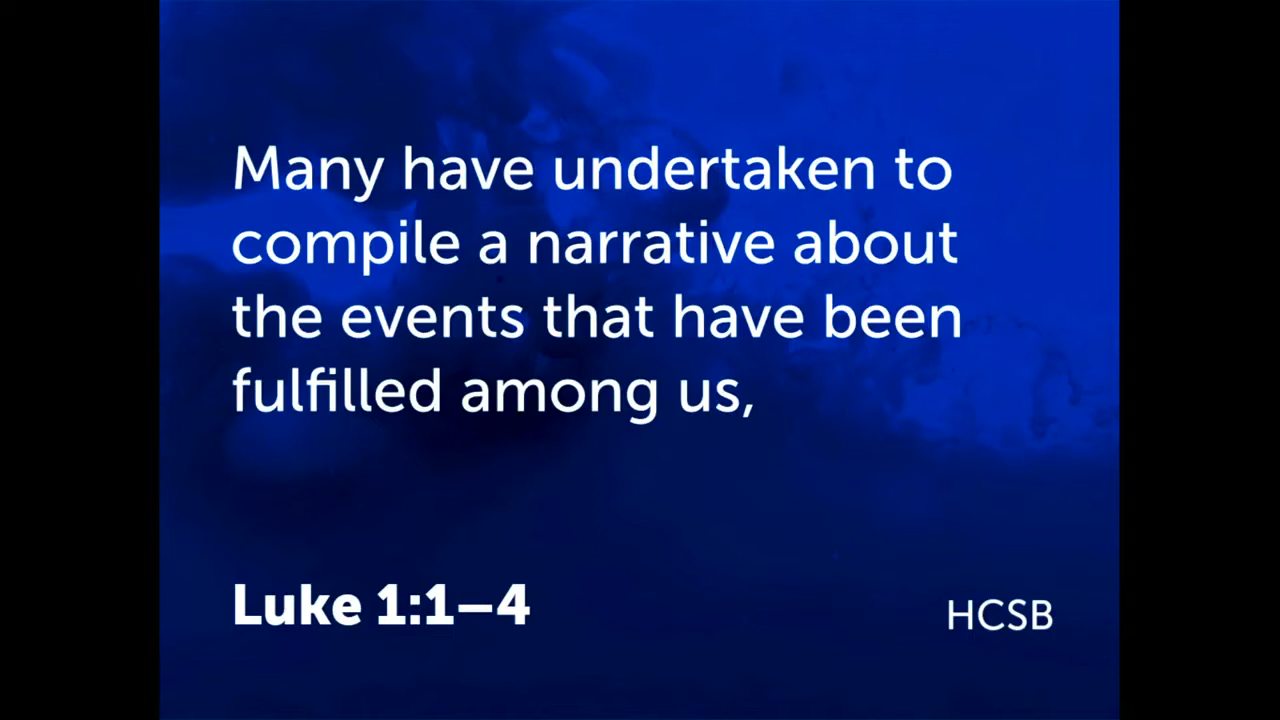 Many have undertaken to
compile a narrative about
the events that have been
fulfilled among us,
Luke 1:1–4
HCSB